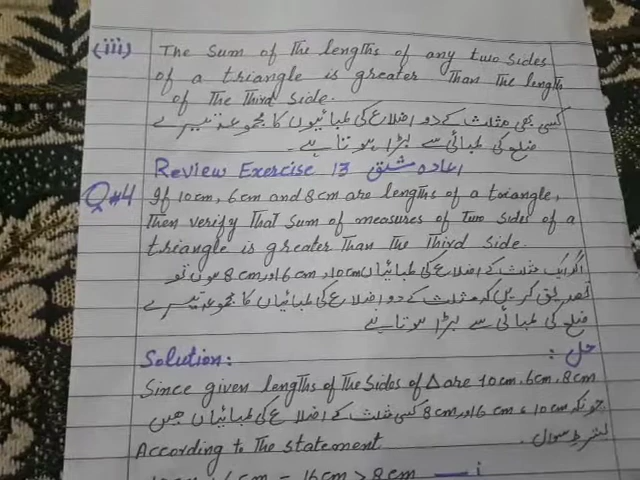 (iii) The Sum of The lengths of any two sides
of a triangle is greater Than The length
of The Third side.
کسی بھی مثلث کے دو اضلاع کی لمبائیوں کا مجموعہ تیسرے
ضلع کی لمبائی سے بڑا ہوتا ہے۔
Review Exercise 13 اعادہ مشق
Q#4 If 10cm, 6cm and 8cm are lengths of a triangle,
Then verify That Sum of measures of Two sides of a
triangle is greater Than The Third side.
اگر ایک مثلث کے اضلاع کی لمبائیاں 10cm، 6cm اور 8cm ہوں تو
تصدیق کریں کہ مثلث کے دو اضلاع کی لمبائیاں کا مجموعہ تیسرے
ضلع کی لمبائی سے بڑا ہوتا ہے
Solution: حل:
Since given lengths of The Sides of Δ are 10cm, 6cm, 8cm
چونکہ 10cm، 6cm اور 8cm کسی مثلث کے اضلاع کی لمبائیاں ہیں
According to The statement
= 16cm > 8cm — i